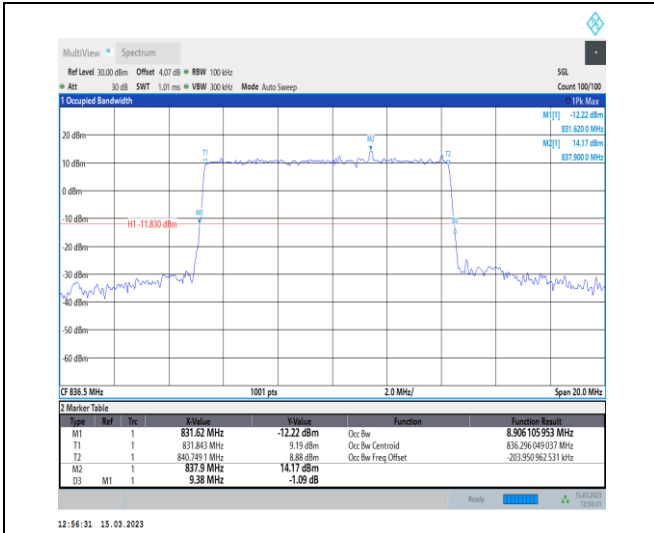 MultiView Spectrum
Ref Level 30.00 dBm Offset 4.07 dB RBW 100 kHz SGL
Att 30 dB SWT 1.01 ms VBW 300 kHz Mode Auto Sweep Count 100/100
1 Occupied Bandwidth 1Pk Max
M1[1] -12.22 dBm
831.620 0 MHz
M2[1] 14.17 dBm
837.900 0 MHz
20 dBm
M2
T1
T2
10 dBm
0 dBm
-10 dBm
M1
H1 -11.830 dBm
D3
-20 dBm
-30 dBm
-40 dBm
-50 dBm
-60 dBm
CF 836.5 MHz 1001 pts 2.0 MHz/ Span 20.0 MHz
2 Marker Table
Type Ref Trc X-Value Y-Value Function Function Result
M1 1 831.62 MHz -12.22 dBm Occ Bw 8.906 105 953 MHz
T1 1 831.843 MHz 9.19 dBm Occ Bw Centroid 836.296 049 037 MHz
T2 1 840.749 1 MHz 8.88 dBm Occ Bw Freq Offset -203.950 962 531 kHz
M2 1 837.9 MHz 14.17 dBm
D3 M1 1 9.38 MHz -1.09 dB
Ready 15.03.2023
12:56:31
12:56:31 15.03.2023